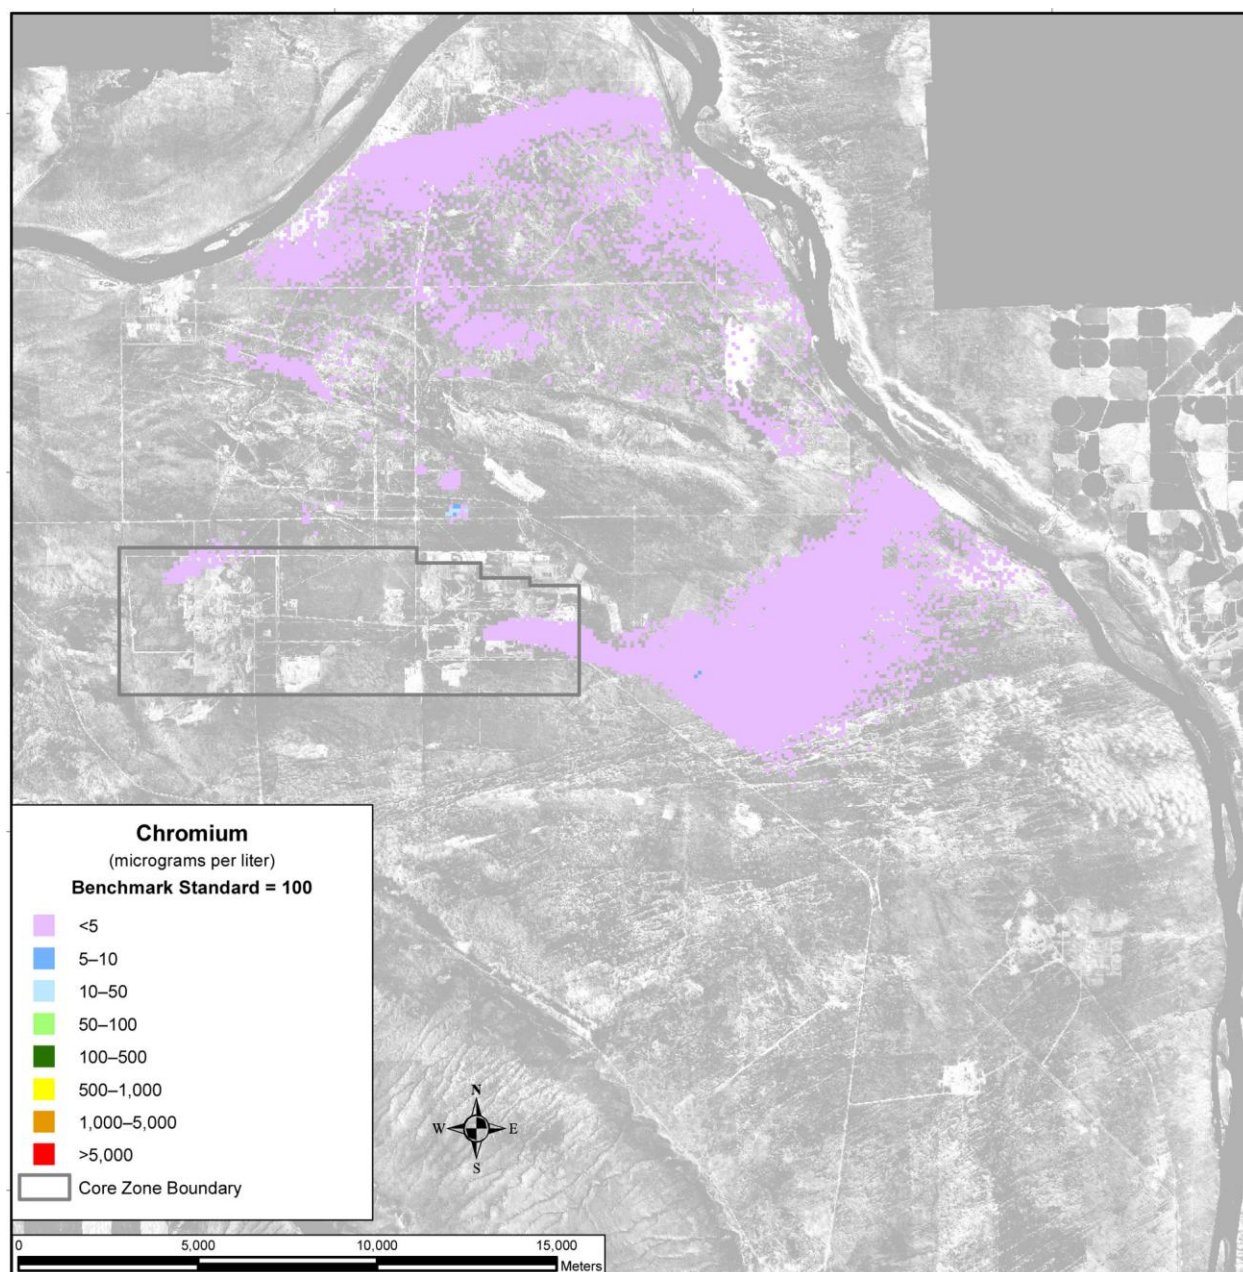 N
W E
S
Chromium
(micrograms per liter)
Benchmark Standard = 100
<5
5–10
10–50
50–100
100–500
500–1,000
1,000–5,000
>5,000
Core Zone Boundary
0 5,000 10,000 15,000
Meters